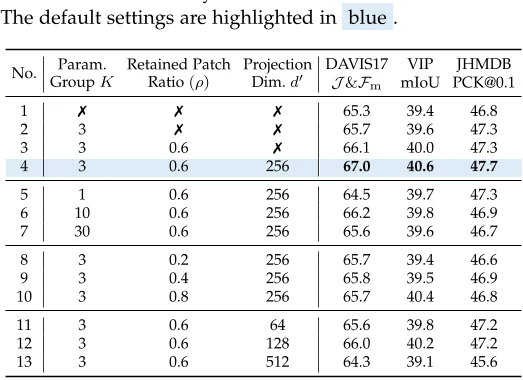 The default settings are highlighted in blue .
No. Param. Group K Retained Patch Ratio (ρ) Projection Dim. d′ DAVIS17 J&Fm VIP mIoU JHMDB PCK@0.1
1 ✗ ✗ ✗ 65.3 39.4 46.8
2 3 ✗ ✗ 65.7 39.6 47.3
3 3 0.6 ✗ 66.1 40.0 47.3
4 3 0.6 256 67.0 40.6 47.7
5 1 0.6 256 64.5 39.7 47.3
6 10 0.6 256 66.2 39.8 46.9
7 30 0.6 256 65.6 39.6 46.7
8 3 0.2 256 65.7 39.4 46.6
9 3 0.4 256 65.8 39.5 46.9
10 3 0.8 256 65.7 40.4 46.8
11 3 0.6 64 65.6 39.8 47.2
12 3 0.6 128 66.0 40.2 47.2
13 3 0.6 512 64.3 39.1 45.6